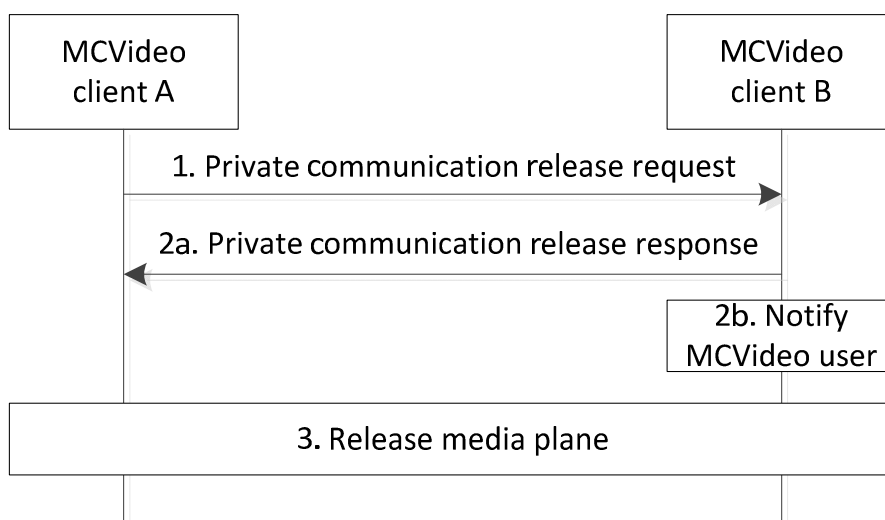 MCVideo
client A
MCVideo
client B
1. Private communication release request
2a. Private communication release response
2b. Notify
MCVideo user
3. Release media plane